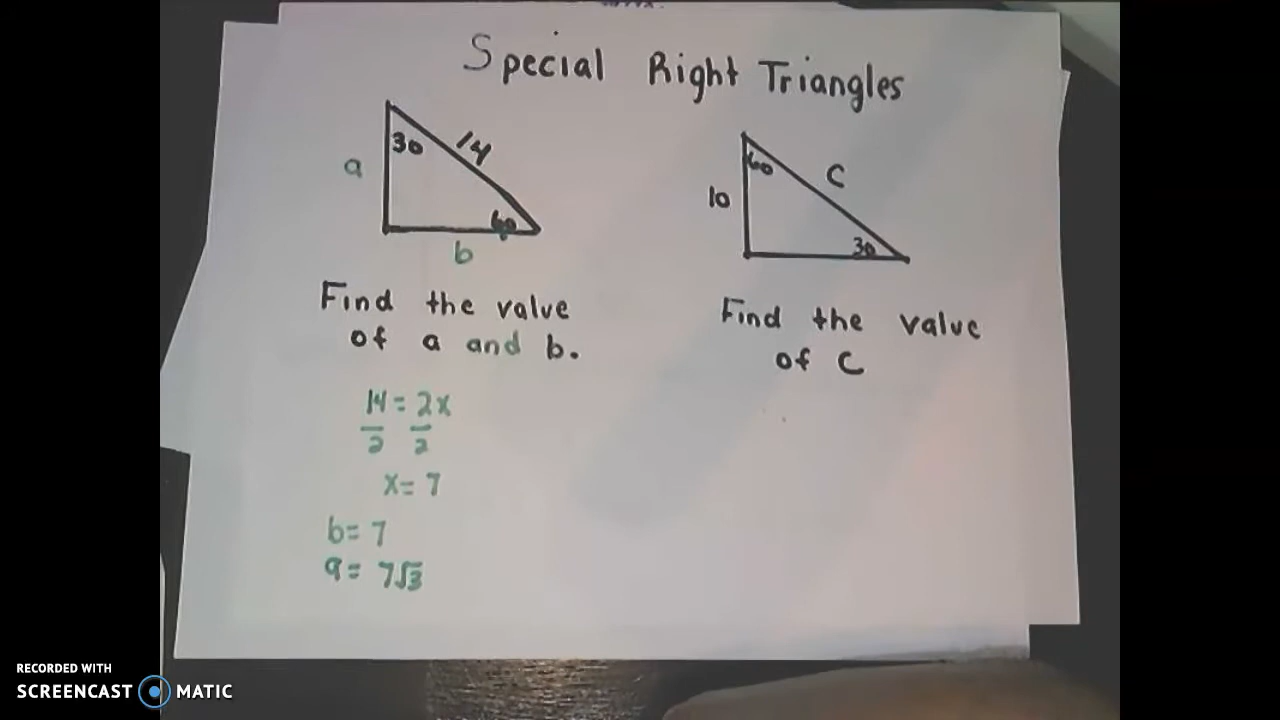 Special Right Triangles
30
14
a
60
b
Find the value
of a and b.
14 = 2x
2 2
x = 7
b = 7
a = 7√3
60
C
10
30
Find the value
of C
RECORDED WITH
SCREENCAST MATIC